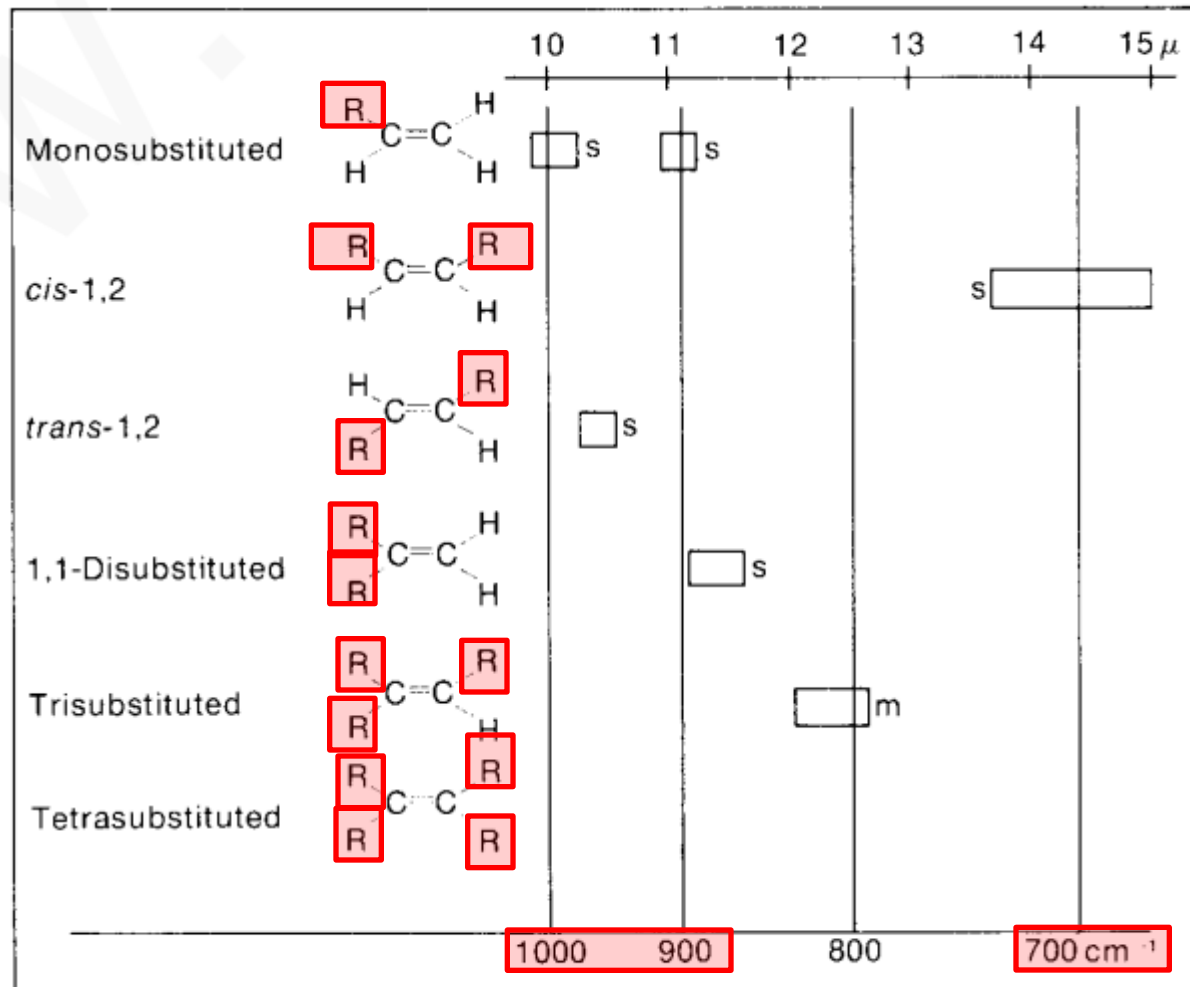 10 11 12 13 14 15 μ
R H
Monosubstituted C=C s s
H H
R R
cis-1,2 C=C s
H H
H R
trans-1,2 C=C s
R H
R H
1,1-Disubstituted C=C s
R H
R R
Trisubstituted C=C m
R H
R R
Tetrasubstituted C C
R R
1000 900 800 700 cm⁻¹